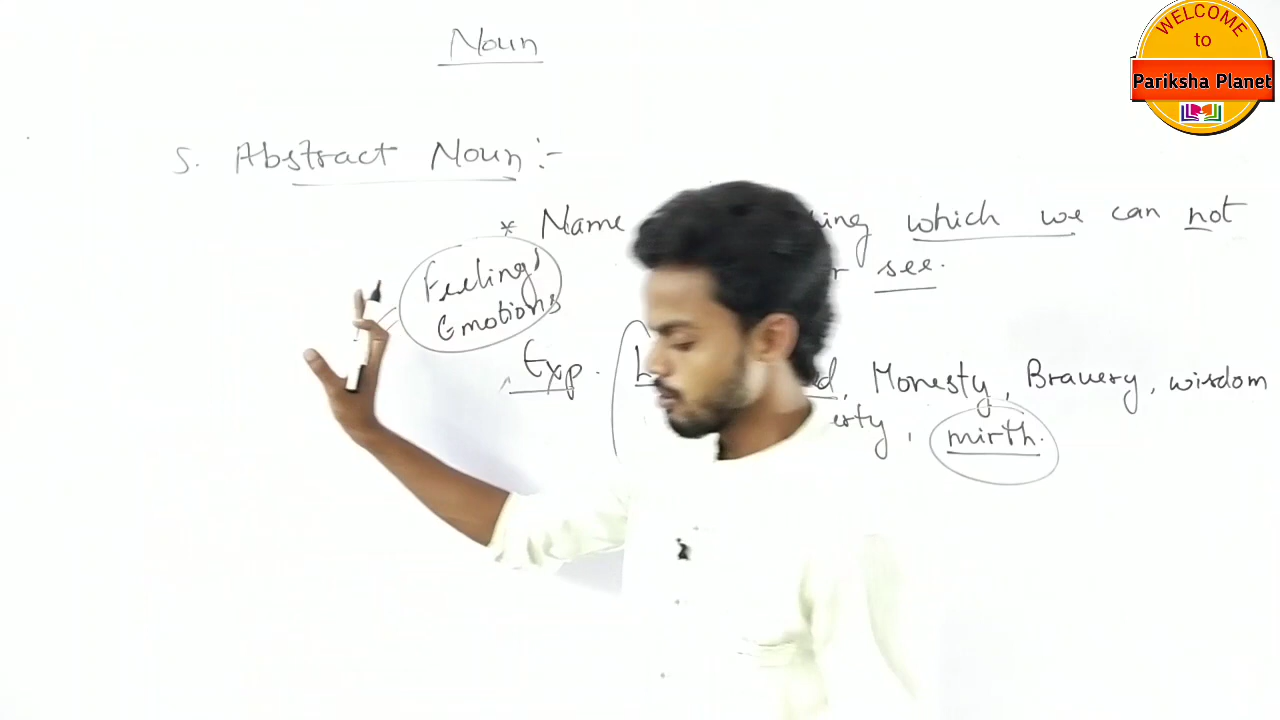 WELCOME
to
Pariksha Planet
Noun
5. Abstract Noun :-
* Name which we can not
see.
Feelings
Emotions
Exp. Honesty, Bravery, wisdom
, mirth.